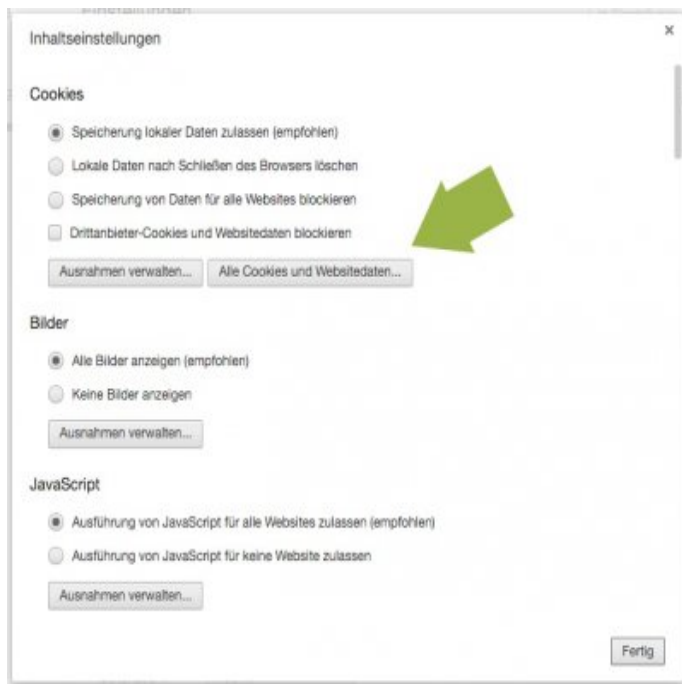 Einstellungen
Inhaltseinstellungen
×
Cookies
Speicherung lokaler Daten zulassen (empfohlen)
Lokale Daten nach Schließen des Browsers löschen
Speicherung von Daten für alle Websites blockieren
Drittanbieter-Cookies und Websitedaten blockieren
Ausnahmen verwalten... Alle Cookies und Websitedaten...
Bilder
Alle Bilder anzeigen (empfohlen)
Keine Bilder anzeigen
Ausnahmen verwalten...
JavaScript
Ausführung von JavaScript für alle Websites zulassen (empfohlen)
Ausführung von JavaScript für keine Website zulassen
Ausnahmen verwalten...
Fertig